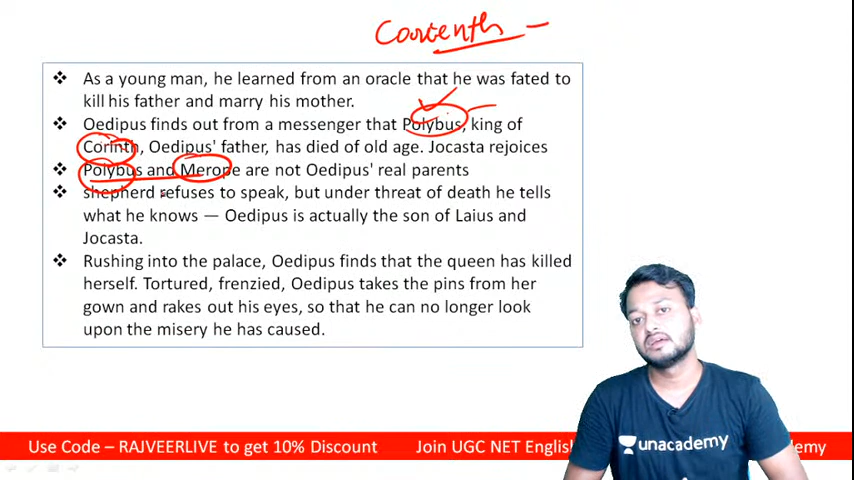 Corenth –
❖ As a young man, he learned from an oracle that he was fated to
kill his father and marry his mother.
❖ Oedipus finds out from a messenger that Polybus, king of
Corinth, Oedipus' father, has died of old age. Jocasta rejoices
❖ Polybus and Merope are not Oedipus' real parents
❖ shepherd refuses to speak, but under threat of death he tells
what he knows — Oedipus is actually the son of Laius and
Jocasta.
❖ Rushing into the palace, Oedipus finds that the queen has killed
herself. Tortured, frenzied, Oedipus takes the pins from her
gown and rakes out his eyes, so that he can no longer look
upon the misery he has caused.
unacademy
Use Code – RAJVEERLIVE to get 10% Discount Join UGC NET English